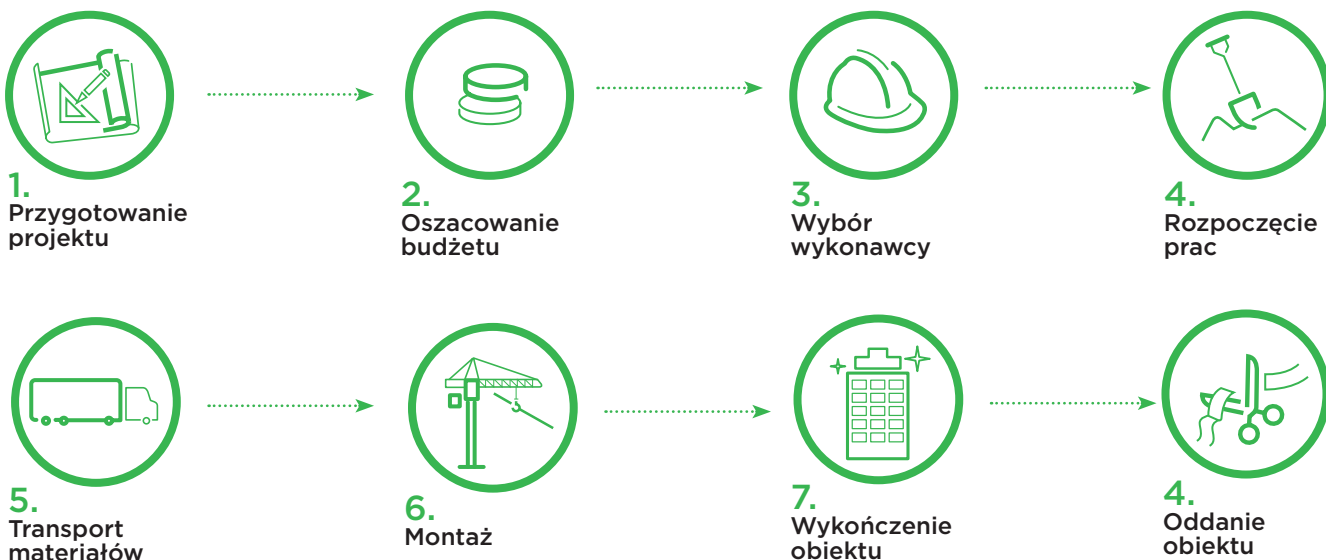 1.
Przygotowanie
projektu
2.
Oszacowanie
budżetu
3.
Wybór
wykonawcy
4.
Rozpoczęcie
prac
5.
Transport
materiałów
6.
Montaż
7.
Wykończenie
obiektu
4.
Oddanie
obiektu